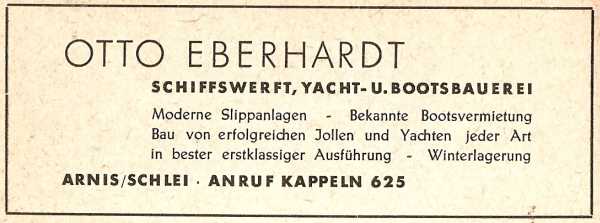 OTTO EBERHARDT
SCHIFFSWERFT, YACHT- U. BOOTSBAUEREI
Moderne Slippanlagen - Bekannte Bootsvermietung
Bau von erfolgreichen Jollen und Yachten jeder Art
in bester erstklassiger Ausführung - Winterlagerung
ARNIS/SCHLEI · ANRUF KAPPELN 625